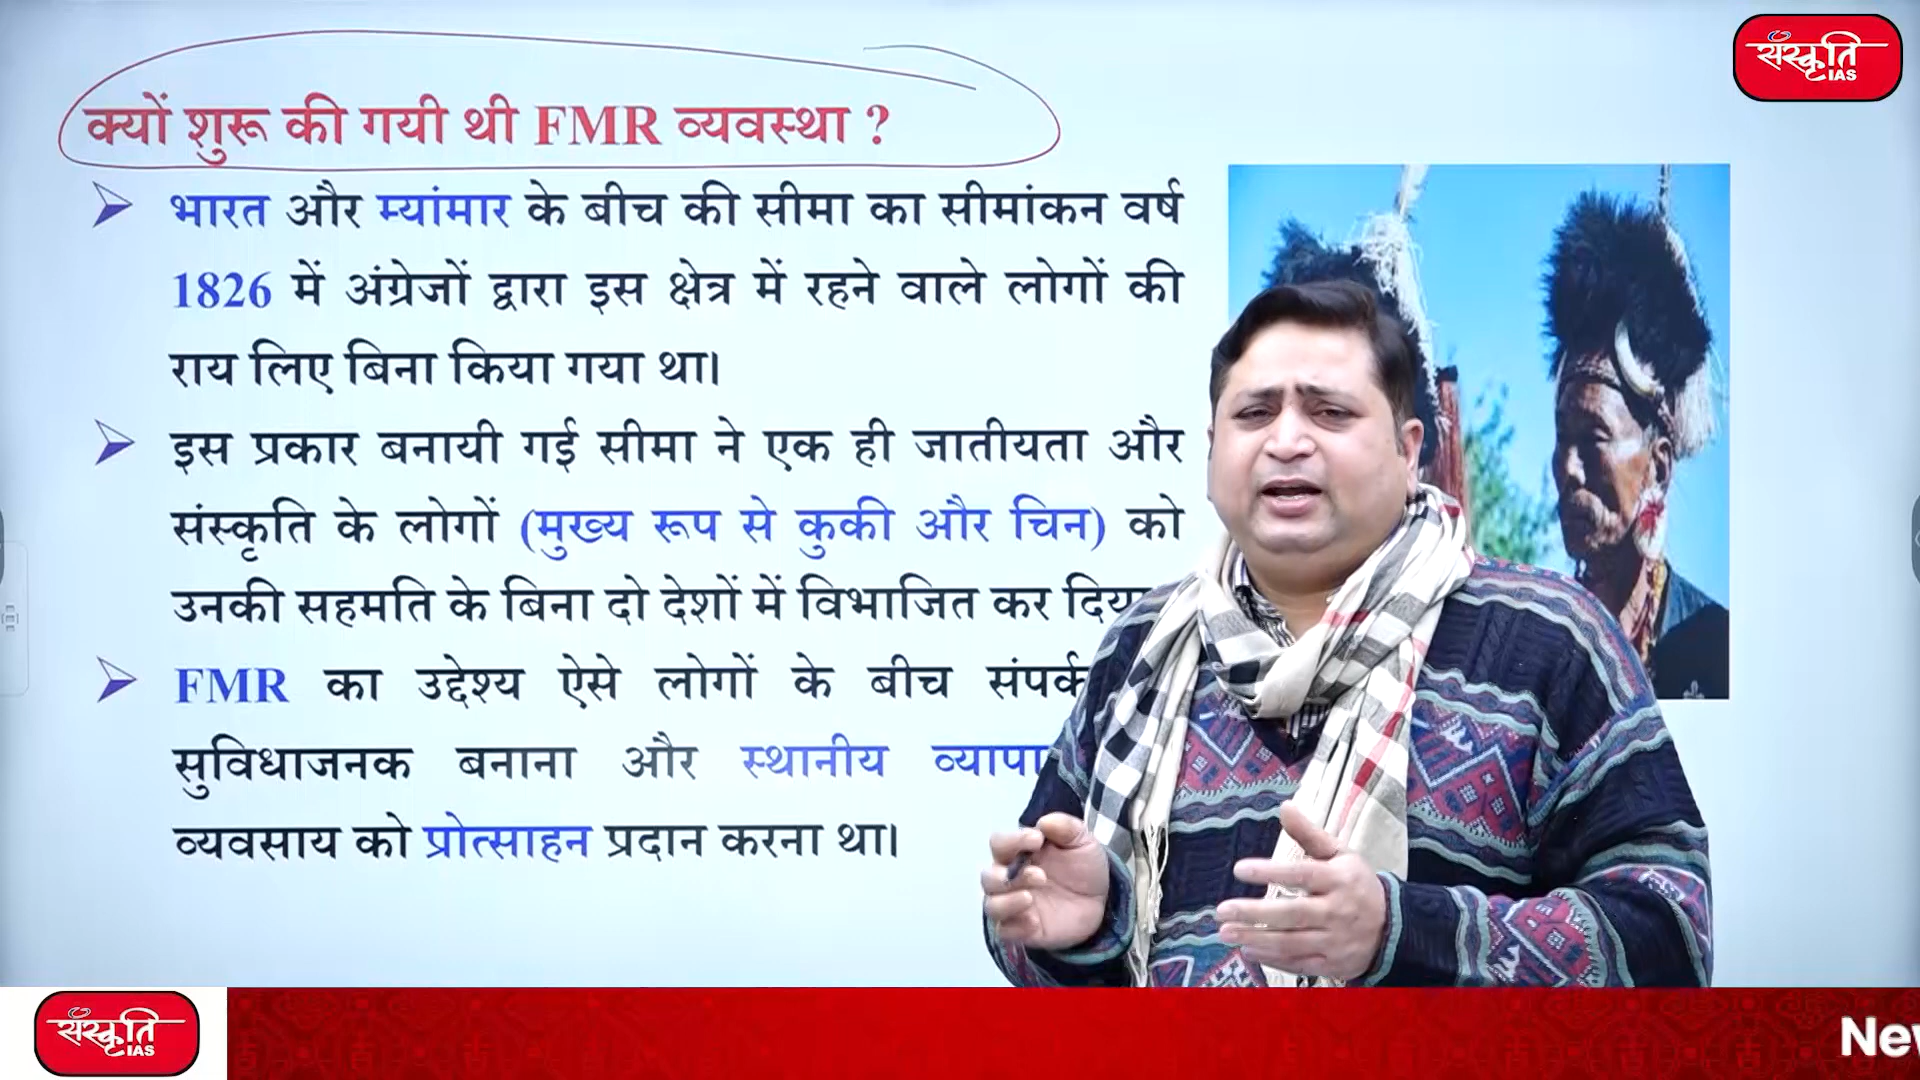 संस्कृति
IAS
क्यों शुरू की गयी थी FMR व्यवस्था ?
भारत और म्यांमार के बीच की सीमा का सीमांकन वर्ष
1826 में अंग्रेजों द्वारा इस क्षेत्र में रहने वाले लोगों की
राय लिए बिना किया गया था।
इस प्रकार बनायी गई सीमा ने एक ही जातीयता और
संस्कृति के लोगों (मुख्य रूप से कुकी और चिन) को
उनकी सहमति के बिना दो देशों में विभाजित कर
FMR का उद्देश्य ऐसे लोगों के बीच संपर्क
सुविधाजनक बनाना और स्थानीय
व्यवसाय को प्रोत्साहन प्रदान करना था।
संस्कृति
IAS